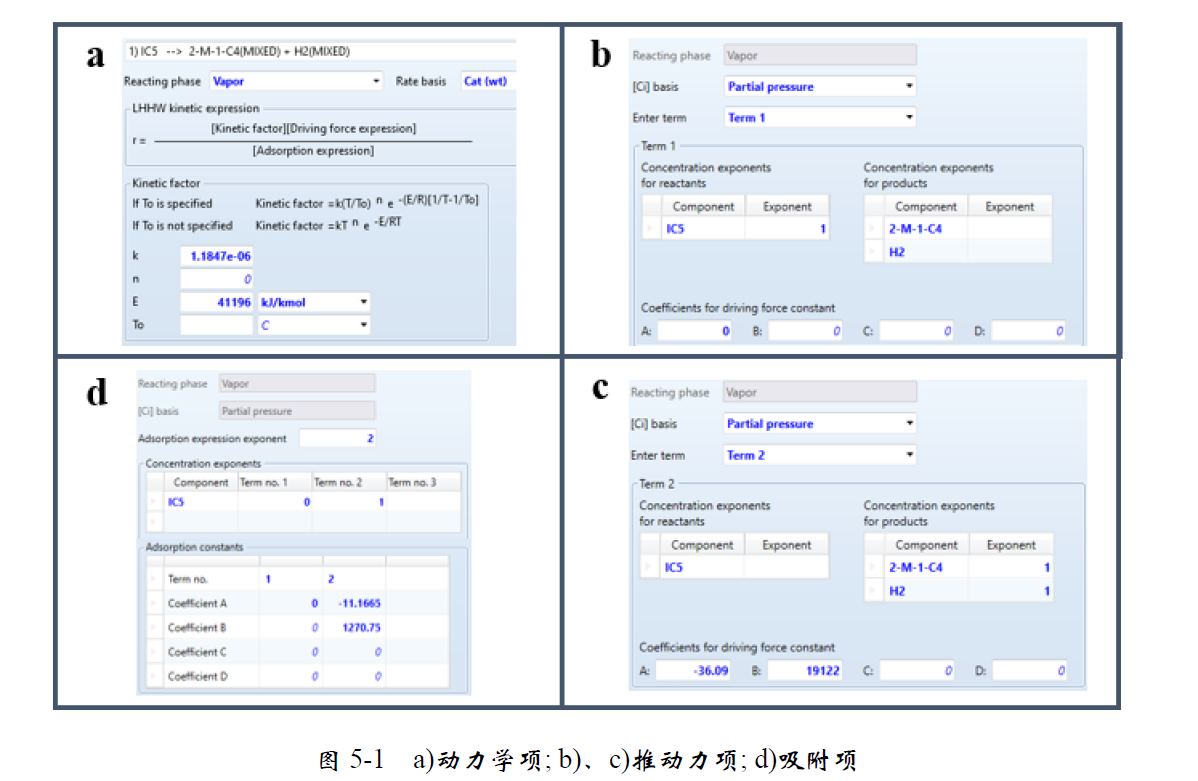 a
1) IC5 --> 2-M-1-C4(MIXED) + H2(MIXED)
Reacting phase Vapor Rate basis Cat (wt)
LHHW kinetic expression
r = [Kinetic factor][Driving force expression]
[Adsorption expression]
Kinetic factor
If To is specified Kinetic factor =k(T/To) n e -(E/R)[1/T-1/To]
If To is not specified Kinetic factor =kT n e -E/RT
k 1.1847e-06
n 0
E 41196 kJ/kmol
To C
b
Reacting phase Vapor
[Ci] basis Partial pressure
Enter term Term 1
Term 1
Concentration exponents for reactants
Concentration exponents for products
Component Exponent
IC5 1
Component Exponent
2-M-1-C4
H2
Coefficients for driving force constant
A: 0 B: 0 C: 0 D: 0
d
Reacting phase Vapor
[Ci] basis Partial pressure
Adsorption expression exponent 2
Concentration exponents
Component Term no. 1 Term no. 2 Term no. 3
IC5 0 1
Adsorption constants
Term no. 1 2
Coefficient A 0 -11.1665
Coefficient B 0 1270.75
Coefficient C 0 0
Coefficient D 0 0
c
Reacting phase Vapor
[Ci] basis Partial pressure
Enter term Term 2
Term 2
Concentration exponents for reactants
Concentration exponents for products
Component Exponent
IC5
Component Exponent
2-M-1-C4 1
H2 1
Coefficients for driving force constant
A: -36.09 B: 19122 C: 0 D: 0
图 5-1 a)动力学项; b)、c)推动力项; d)吸附项